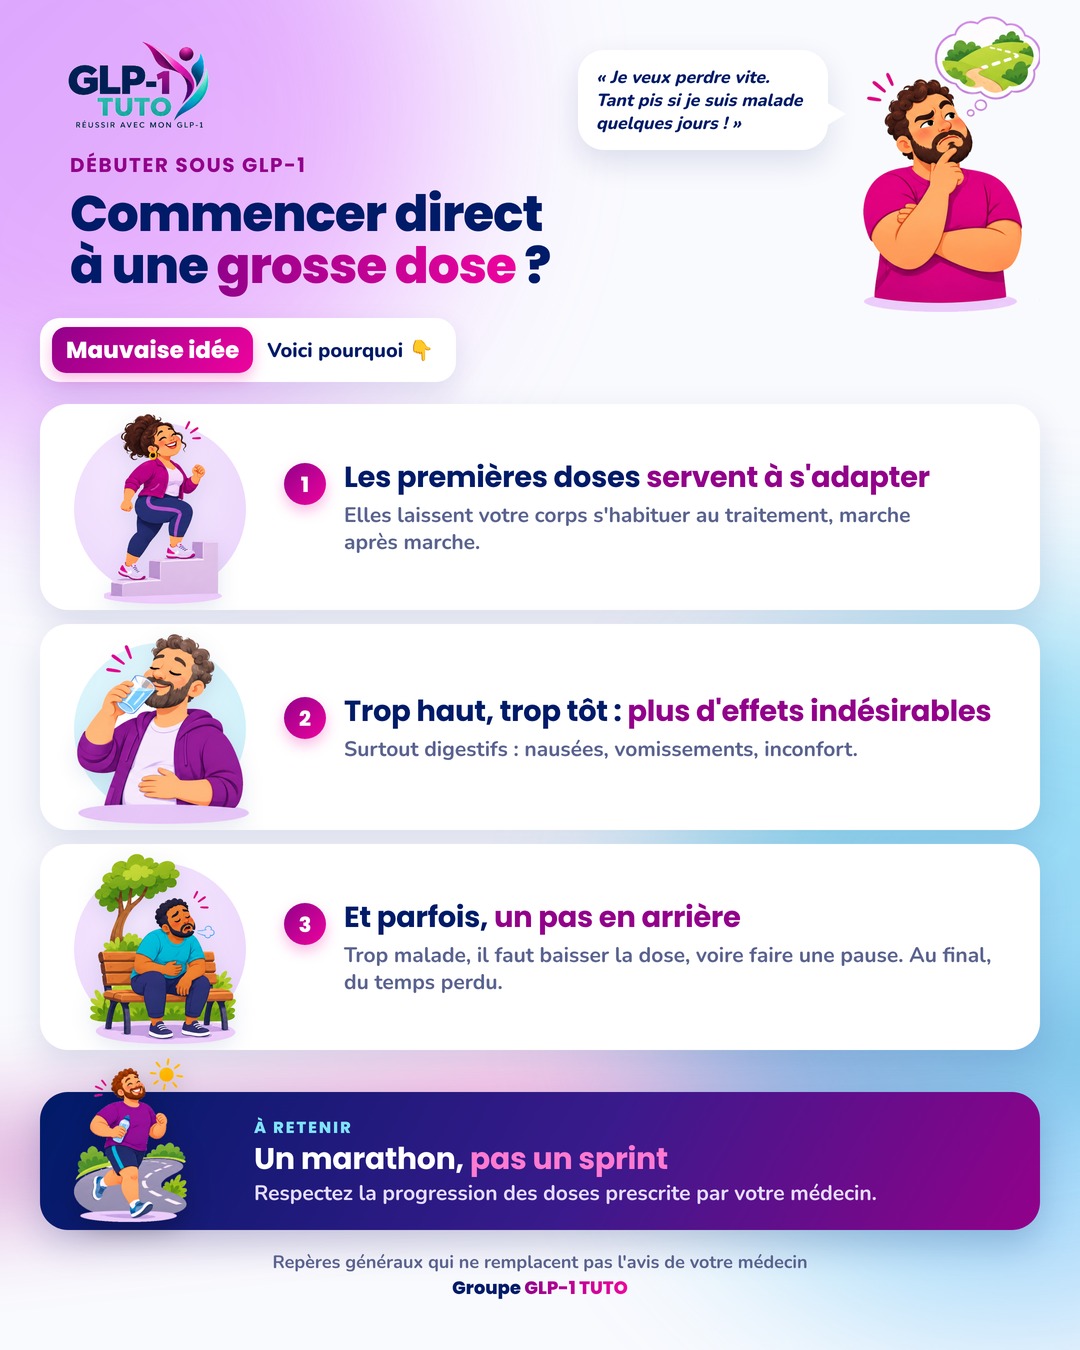 GLP-1
TUTO
RÉUSSIR AVEC MON GLP-1
« Je veux perdre vite.
Tant pis si je suis malade
quelques jours ! »
DÉBUTER SOUS GLP-1
Commencer direct
à une grosse dose ?
Mauvaise idée Voici pourquoi 👇
1 Les premières doses servent à s'adapter
Elles laissent votre corps s'habituer au traitement, marche
après marche.
2 Trop haut, trop tôt : plus d'effets indésirables
Surtout digestifs : nausées, vomissements, inconfort.
3 Et parfois, un pas en arrière
Trop malade, il faut baisser la dose, voire faire une pause. Au final,
du temps perdu.
À RETENIR
Un marathon, pas un sprint
Respectez la progression des doses prescrite par votre médecin.
Repères généraux qui ne remplacent pas l'avis de votre médecin
Groupe GLP-1 TUTO